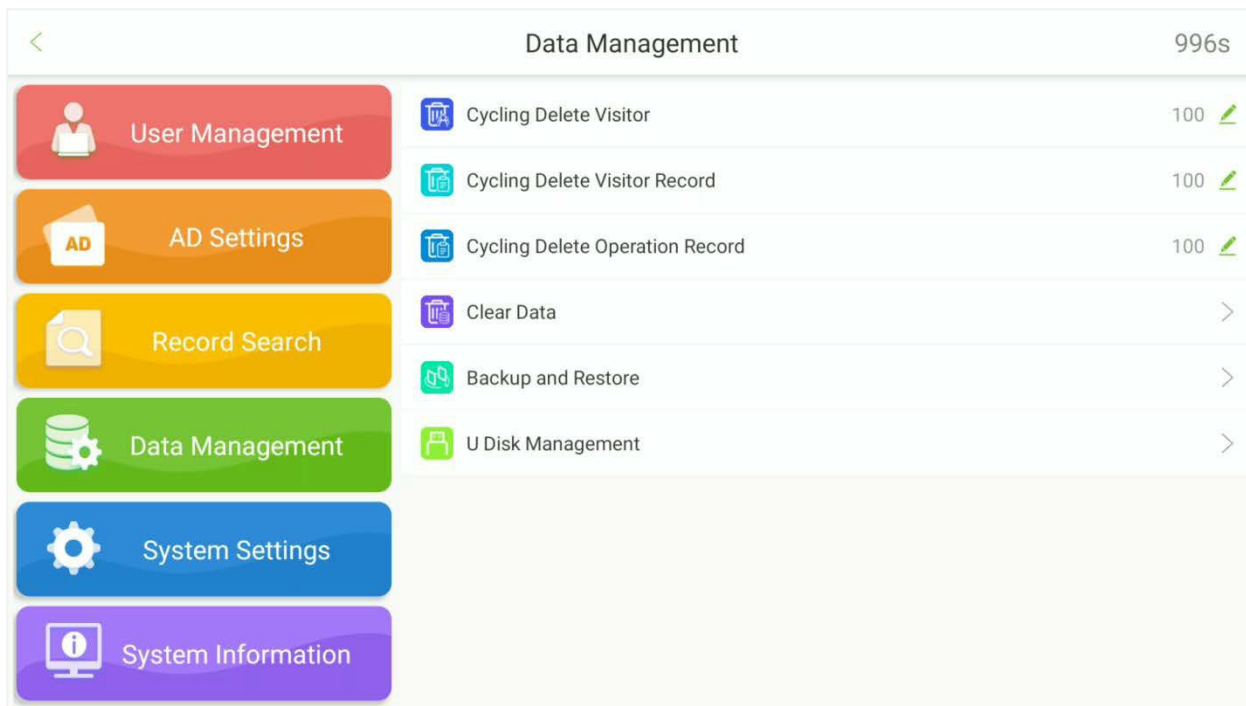 Data Management
996s
User Management
AD
AD Settings
Record Search
Data Management
System Settings
System Information
Cycling Delete Visitor 100
Cycling Delete Visitor Record 100
Cycling Delete Operation Record 100
Clear Data
Backup and Restore
U Disk Management